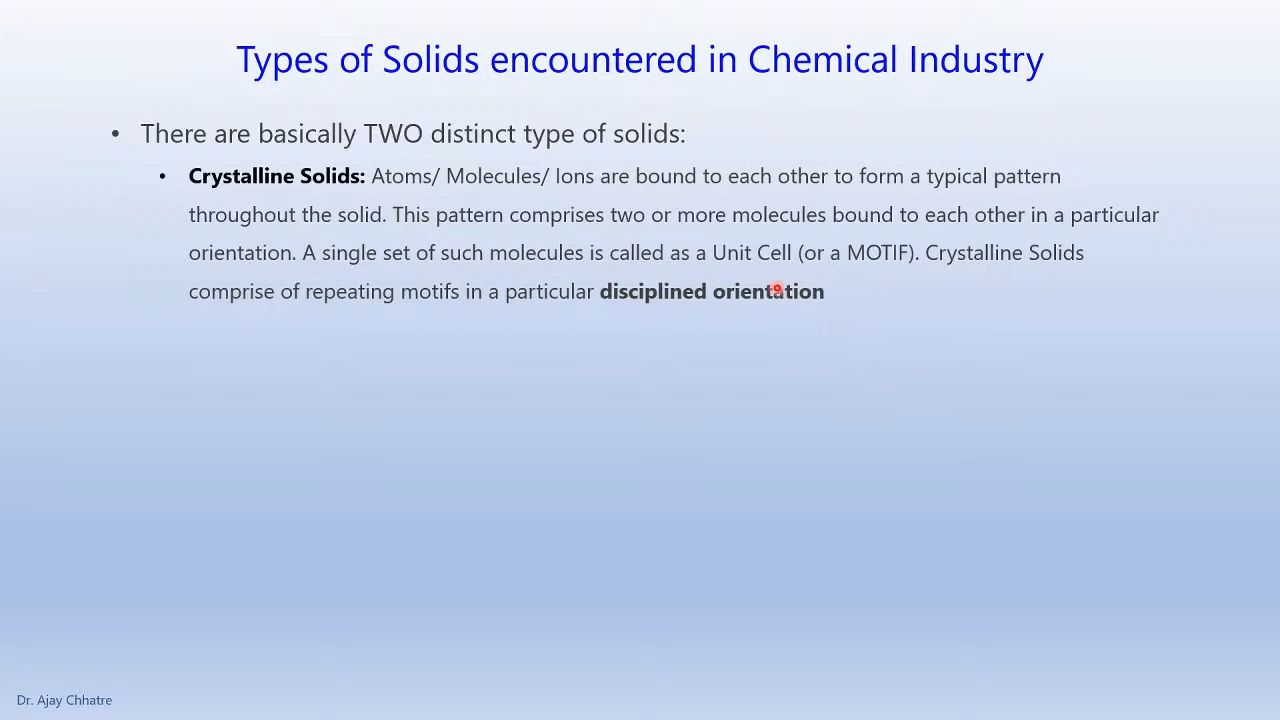 Types of Solids encountered in Chemical Industry
• There are basically TWO distinct type of solids:
• Crystalline Solids: Atoms/ Molecules/ Ions are bound to each other to form a typical pattern
throughout the solid. This pattern comprises two or more molecules bound to each other in a particular
orientation. A single set of such molecules is called as a Unit Cell (or a MOTIF). Crystalline Solids
comprise of repeating motifs in a particular disciplined orientation
Dr. Ajay Chhatre